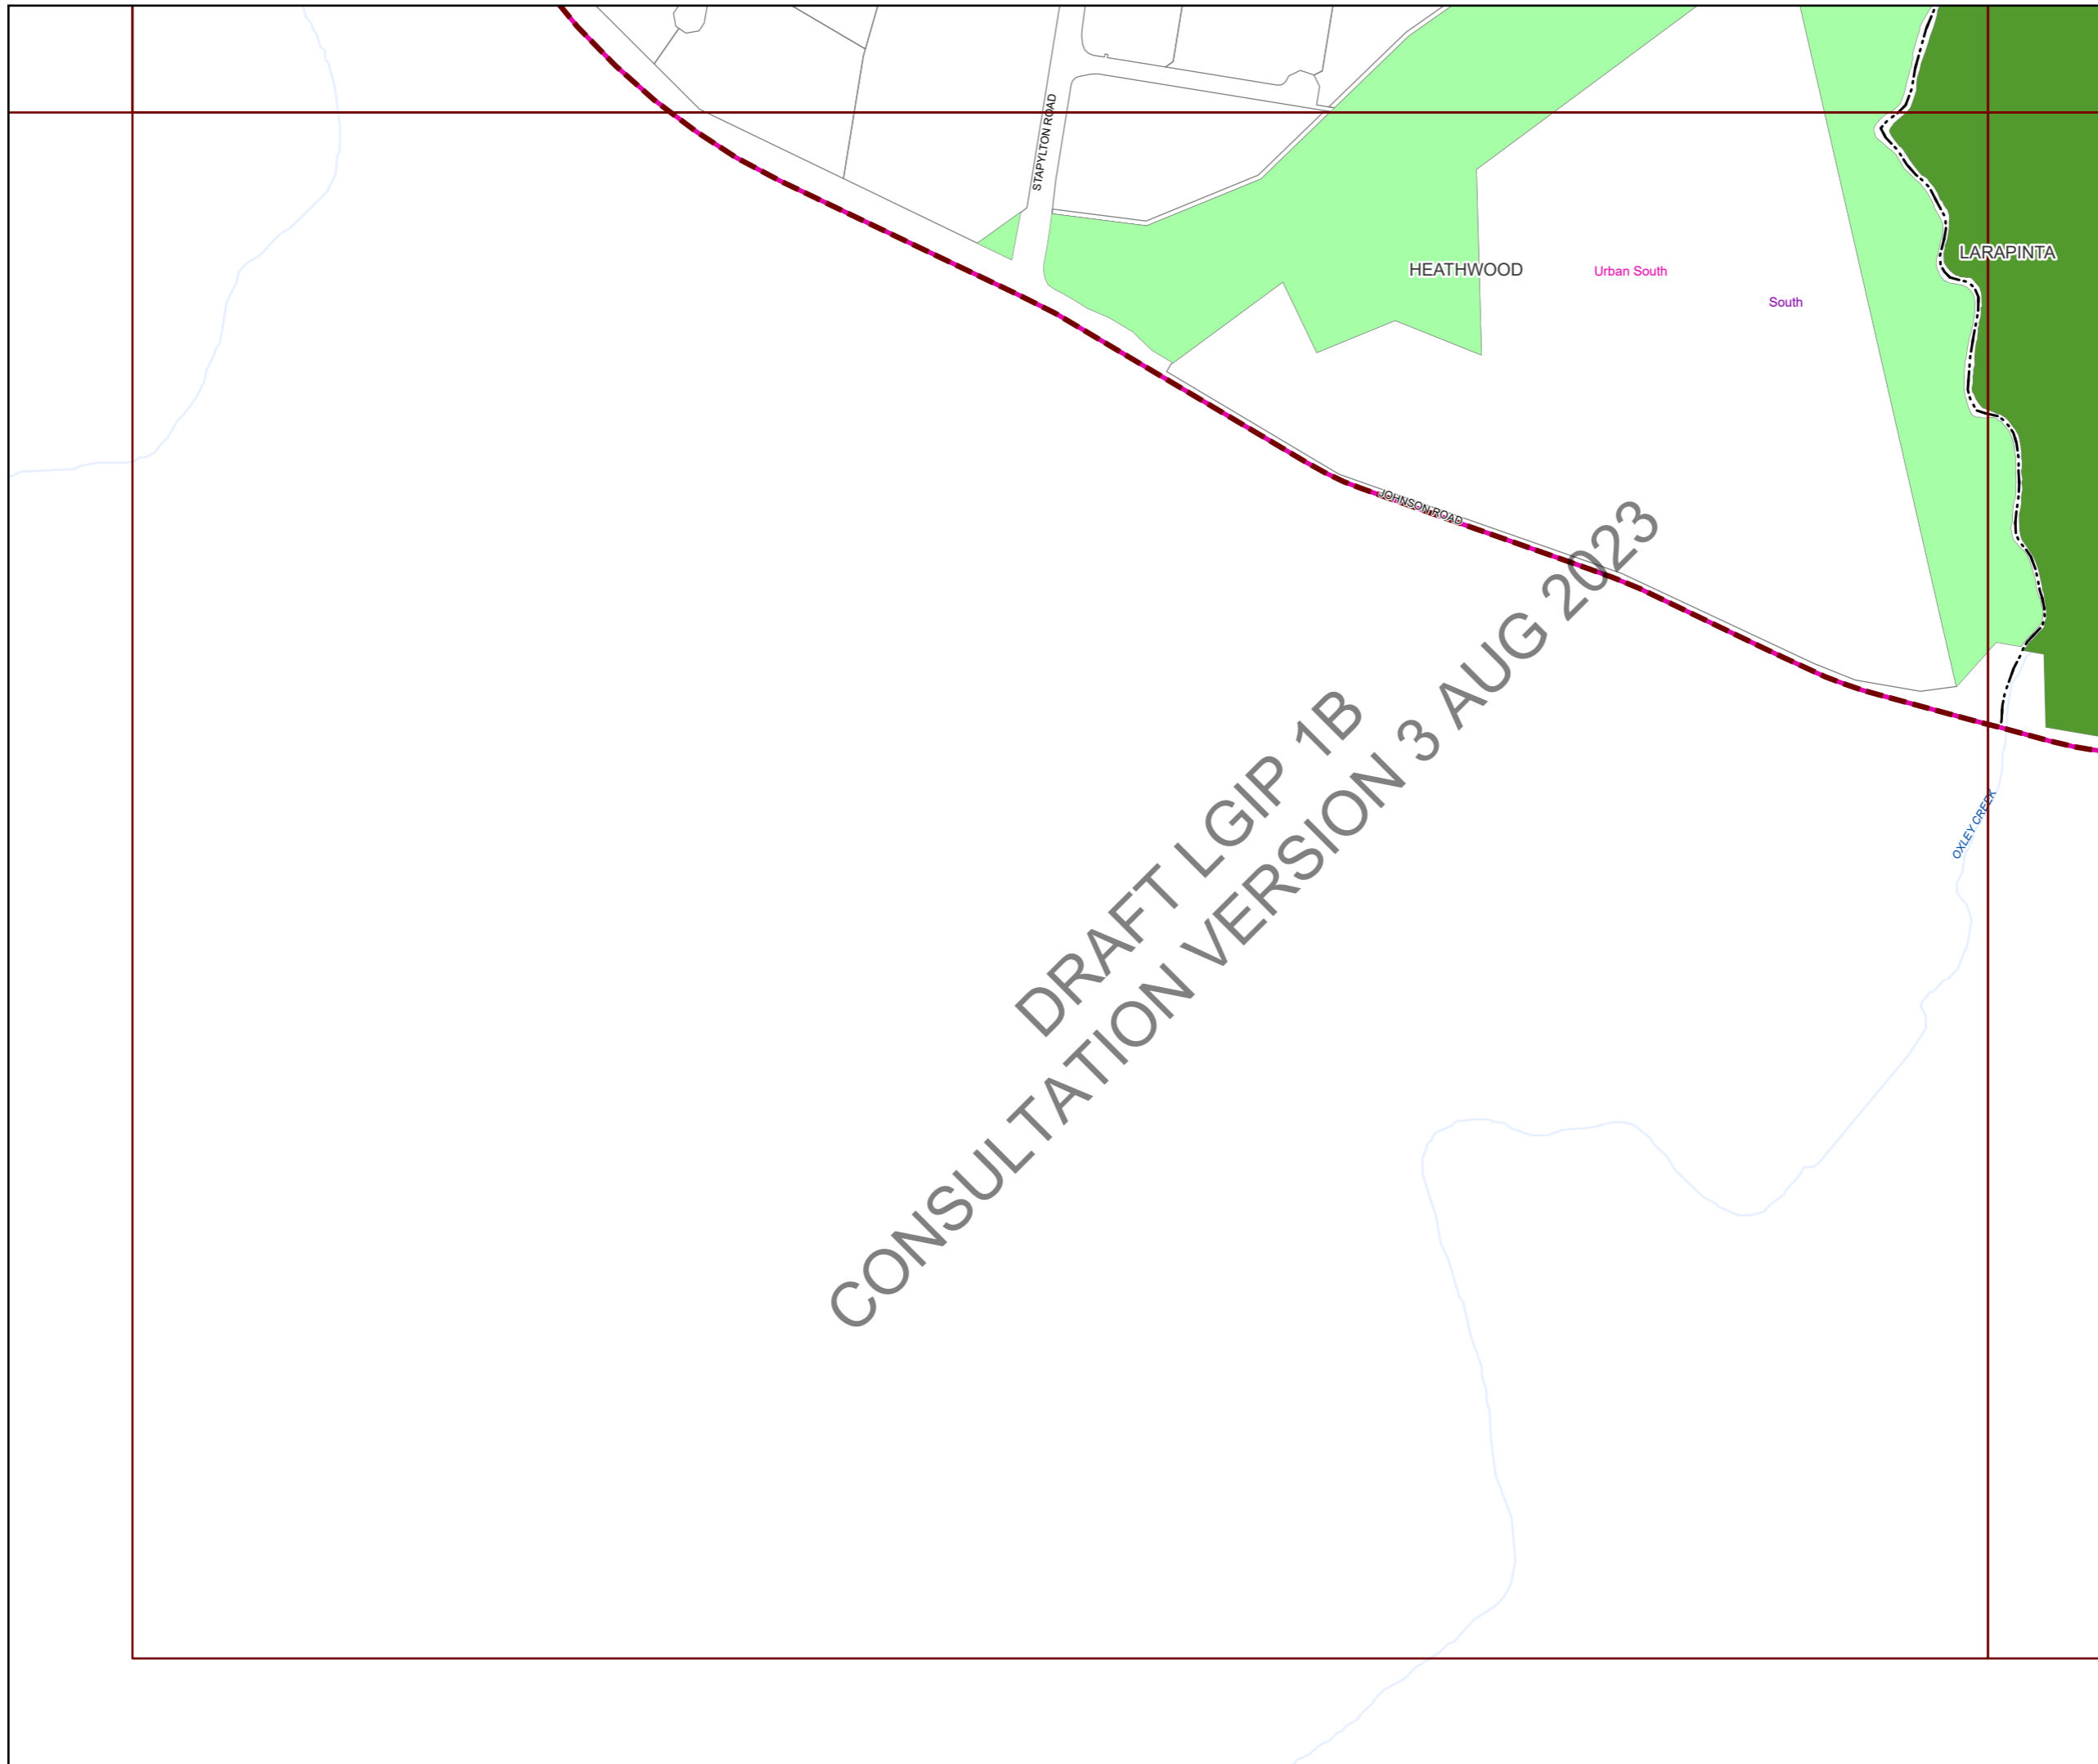 STAPYLTON ROAD
LARAPINTA
HEATHWOOD
Urban South
South
JOHNSON ROAD
OXLEY CREEK
DRAFT LGIP 1B
CONSULTATION VERSION 3 AUG 2023